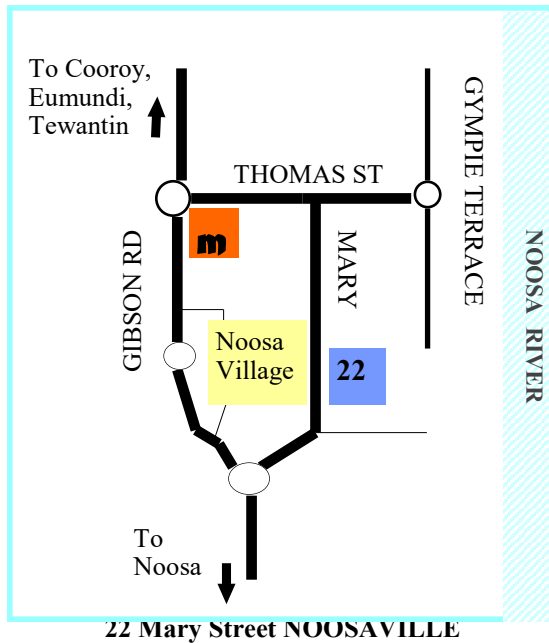 To Cooroy,
Eumundi,
Tewantin
THOMAS ST
GYMPIE TERRACE
NOOSA RIVER
m
GIBSON RD
MARY
Noosa
Village
22
To
Noosa
22 Mary Street NOOSAVILLE